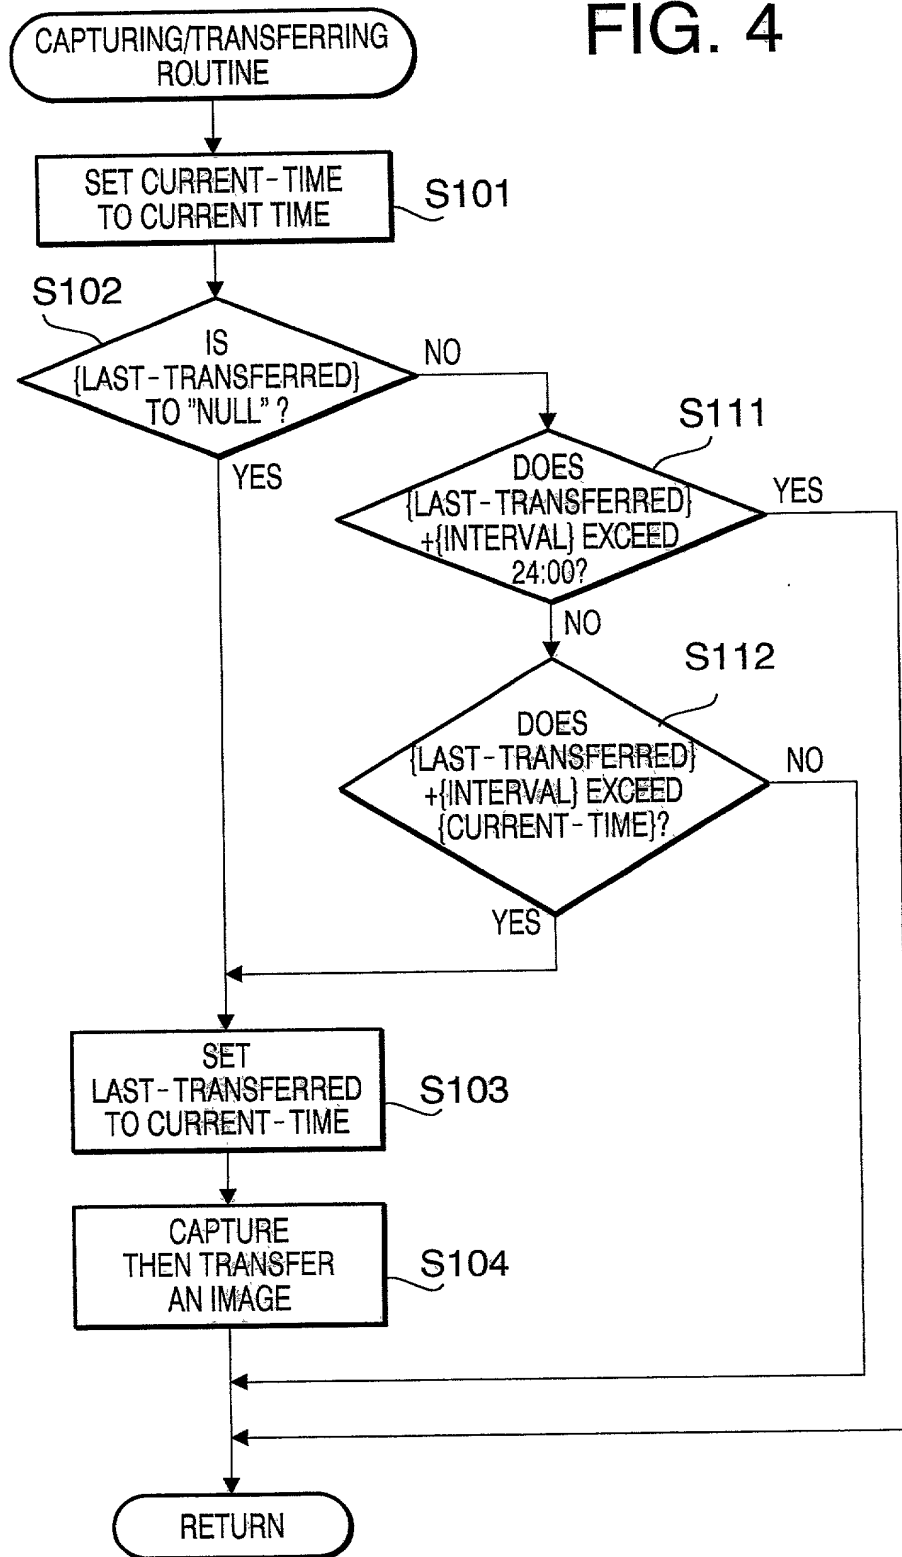 FIG. 4
CAPTURING/TRANSFERRING
ROUTINE
SET CURRENT-TIME
TO CURRENT TIME
S101
S102
IS
{LAST-TRANSFERRED}
TO "NULL" ?
NO
YES
S111
DOES
{LAST-TRANSFERRED}
+{INTERVAL} EXCEED
24:00?
YES
NO
S112
DOES
{LAST-TRANSFERRED}
+{INTERVAL} EXCEED
{CURRENT-TIME}?
NO
YES
SET
LAST-TRANSFERRED
TO CURRENT-TIME
S103
CAPTURE
THEN TRANSFER
AN IMAGE
S104
RETURN